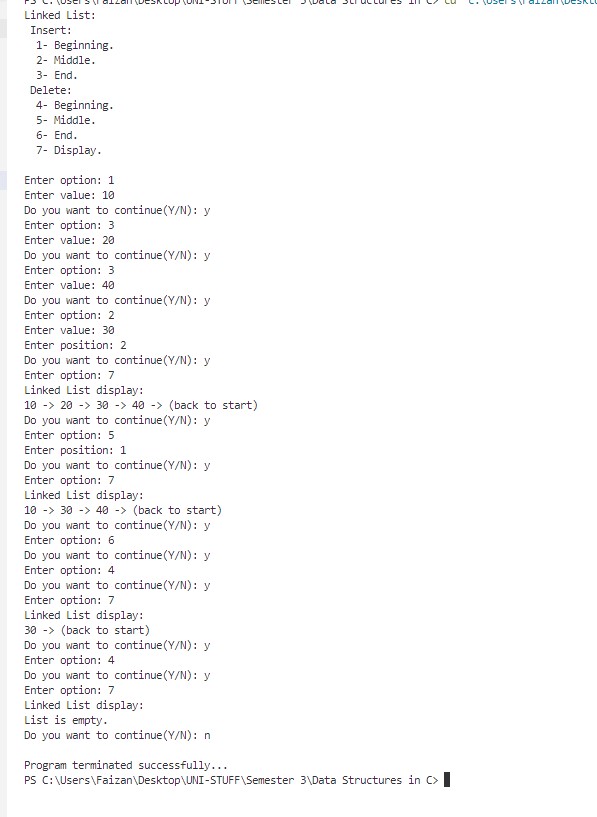 PS C:\Users\Faizan\Desktop\UNI-STUFF\Semester 3\Data Structures in C> cd "C:\Users\Faizan\Deskto
Linked List:
Insert:
1- Beginning.
2- Middle.
3- End.
Delete:
4- Beginning.
5- Middle.
6- End.
7- Display.
Enter option: 1
Enter value: 10
Do you want to continue(Y/N): y
Enter option: 3
Enter value: 20
Do you want to continue(Y/N): y
Enter option: 3
Enter value: 40
Do you want to continue(Y/N): y
Enter option: 2
Enter value: 30
Enter position: 2
Do you want to continue(Y/N): y
Enter option: 7
Linked List display:
10 -> 20 -> 30 -> 40 -> (back to start)
Do you want to continue(Y/N): y
Enter option: 5
Enter position: 1
Do you want to continue(Y/N): y
Enter option: 7
Linked List display:
10 -> 30 -> 40 -> (back to start)
Do you want to continue(Y/N): y
Enter option: 6
Do you want to continue(Y/N): y
Enter option: 4
Do you want to continue(Y/N): y
Enter option: 7
Linked List display:
30 -> (back to start)
Do you want to continue(Y/N): y
Enter option: 4
Do you want to continue(Y/N): y
Enter option: 7
Linked List display:
List is empty.
Do you want to continue(Y/N): n
Program terminated successfully...
PS C:\Users\Faizan\Desktop\UNI-STUFF\Semester 3\Data Structures in C>